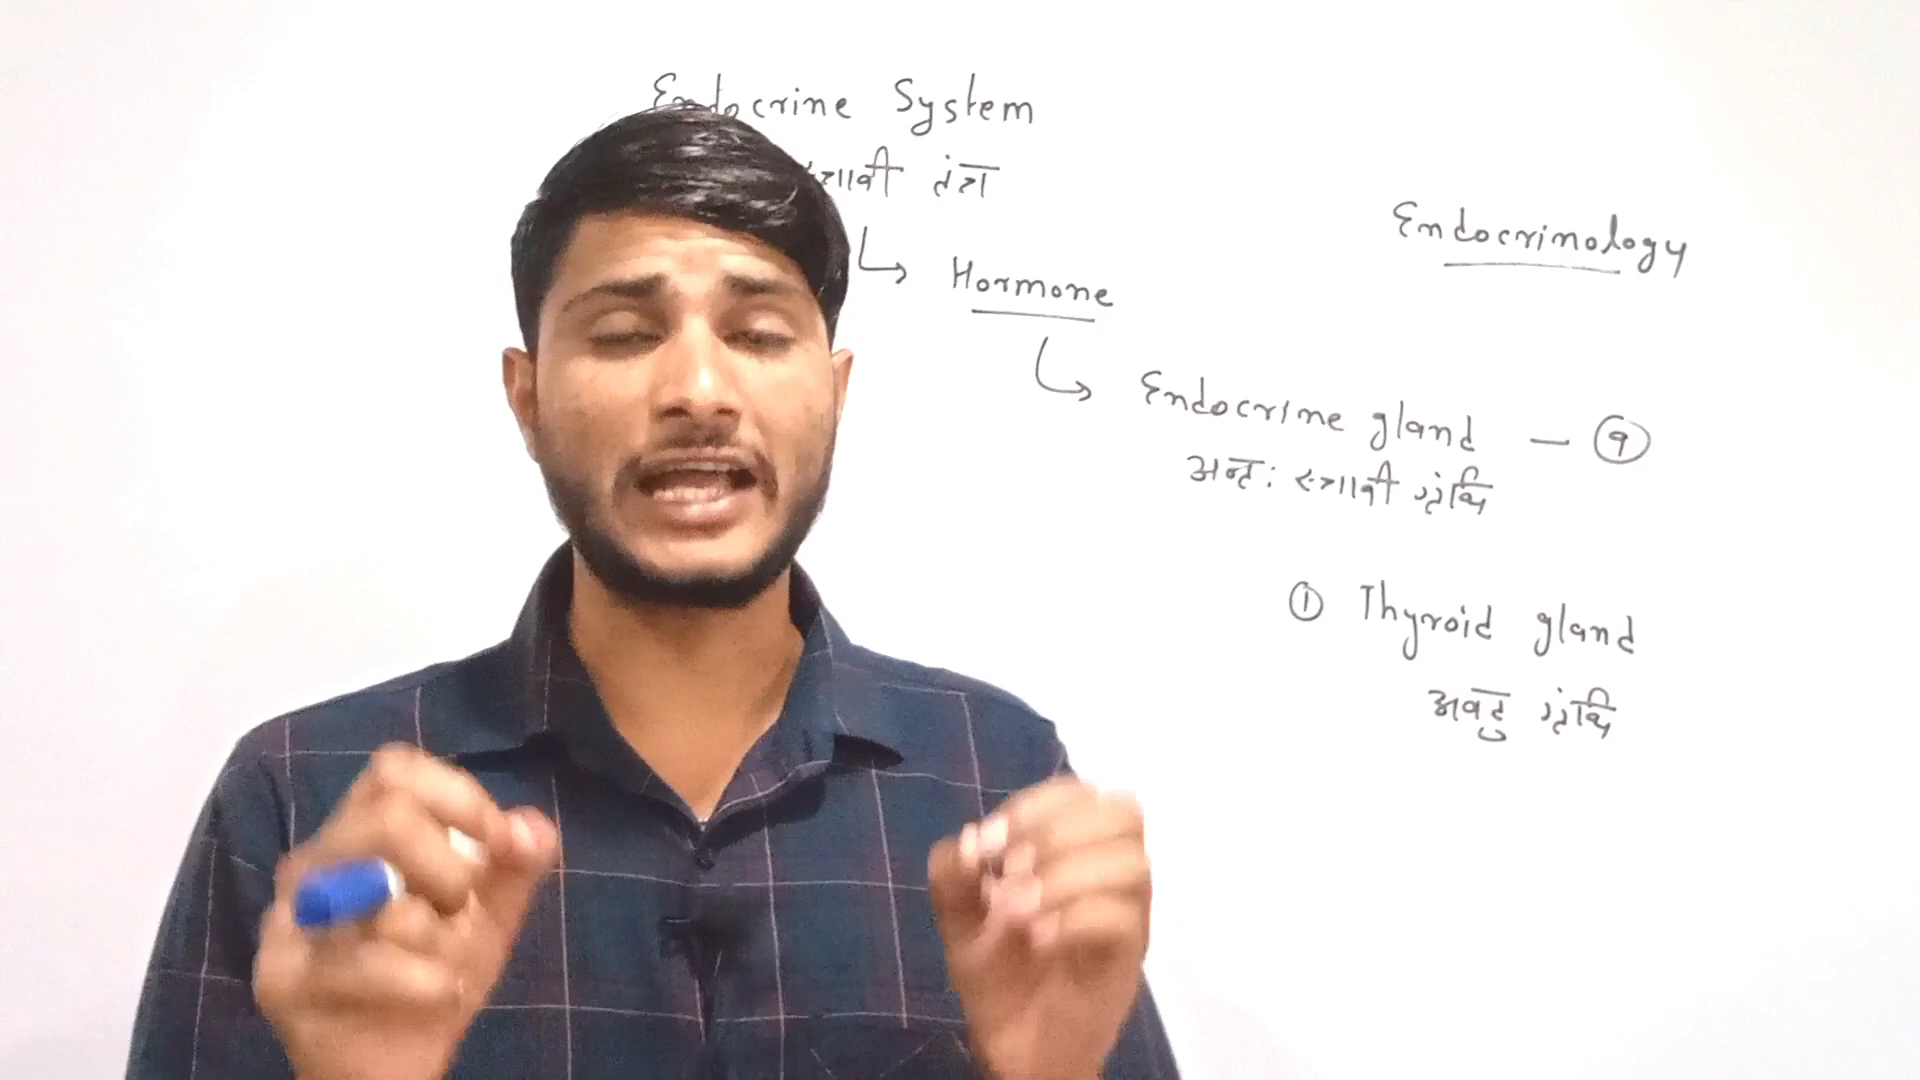 Endocrine System
तंत्र
Hormone
Endocrinology
Endocrine gland — 9
अन्त: स्त्रावी ग्रंथि
① Thyroid gland
अवटु ग्रंथि